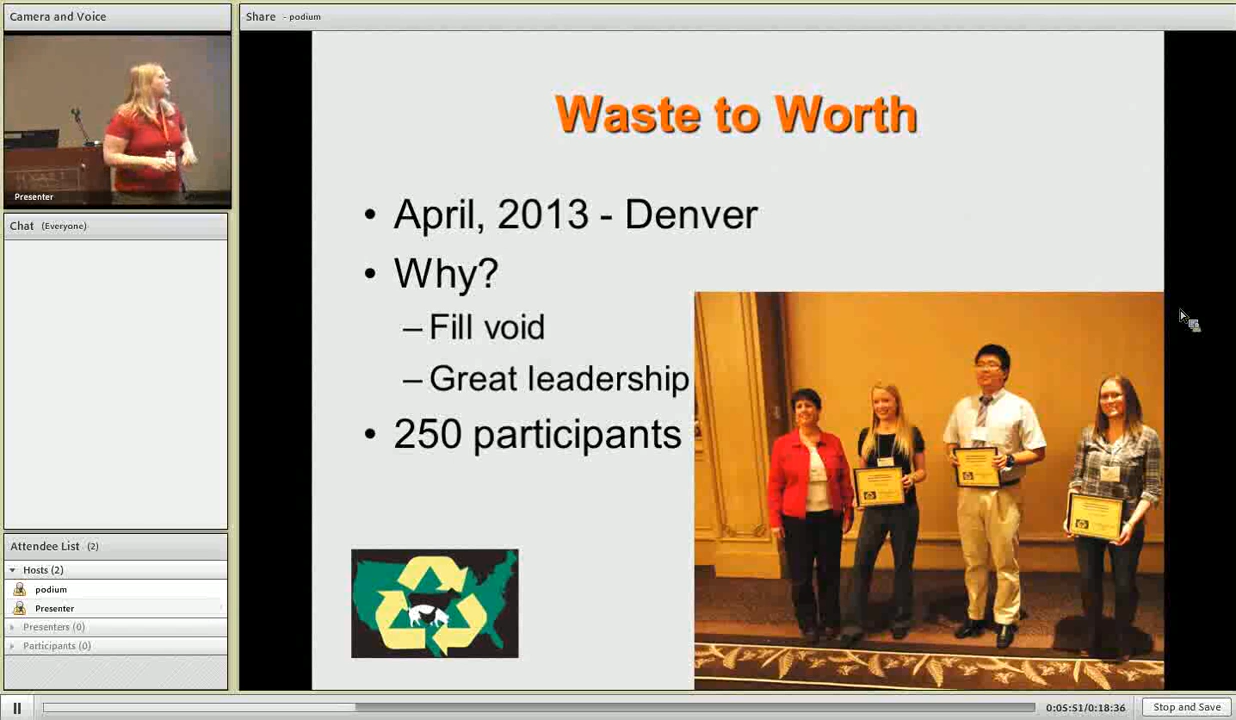 Camera and Voice
Share - podium
Presenter
HYATT
Chat (Everyone)
Waste to Worth
• April, 2013 - Denver
• Why?
– Fill void
– Great leadership
• 250 participants
Attendee List (2)
Hosts (2)
podium
Presenter
Presenters (0)
Participants (0)
0:05:51/0:18:36
Stop and Save